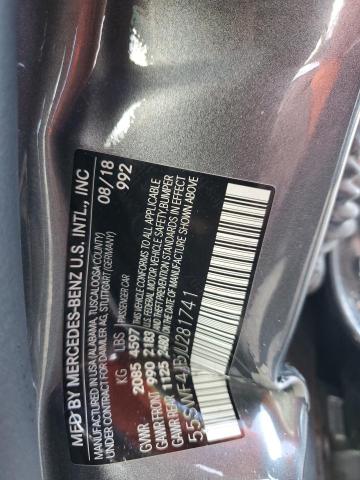 MFD BY MERCEDES-BENZ U.S. INTL., INC
MANUFACTURED IN USA (ALABAMA, TUSCALOOSA COUNTY)
UNDER CONTRACT FOR DAIMLER AG, STUTTGART (GERMANY)
08/18
992
PASSENGER CAR
KG LBS
GVWR 2085 4597
GAWR FRONT 990 2183
GAWR REAR 1125 2480
THIS VEHICLE CONFORMS TO ALL APPLICABLE
U.S. FEDERAL MOTOR VEHICLE SAFETY, BUMPER
AND THEFT PREVENTION STANDARDS IN EFFECT
ON THE DATE OF MANUFACTURE SHOWN ABOVE